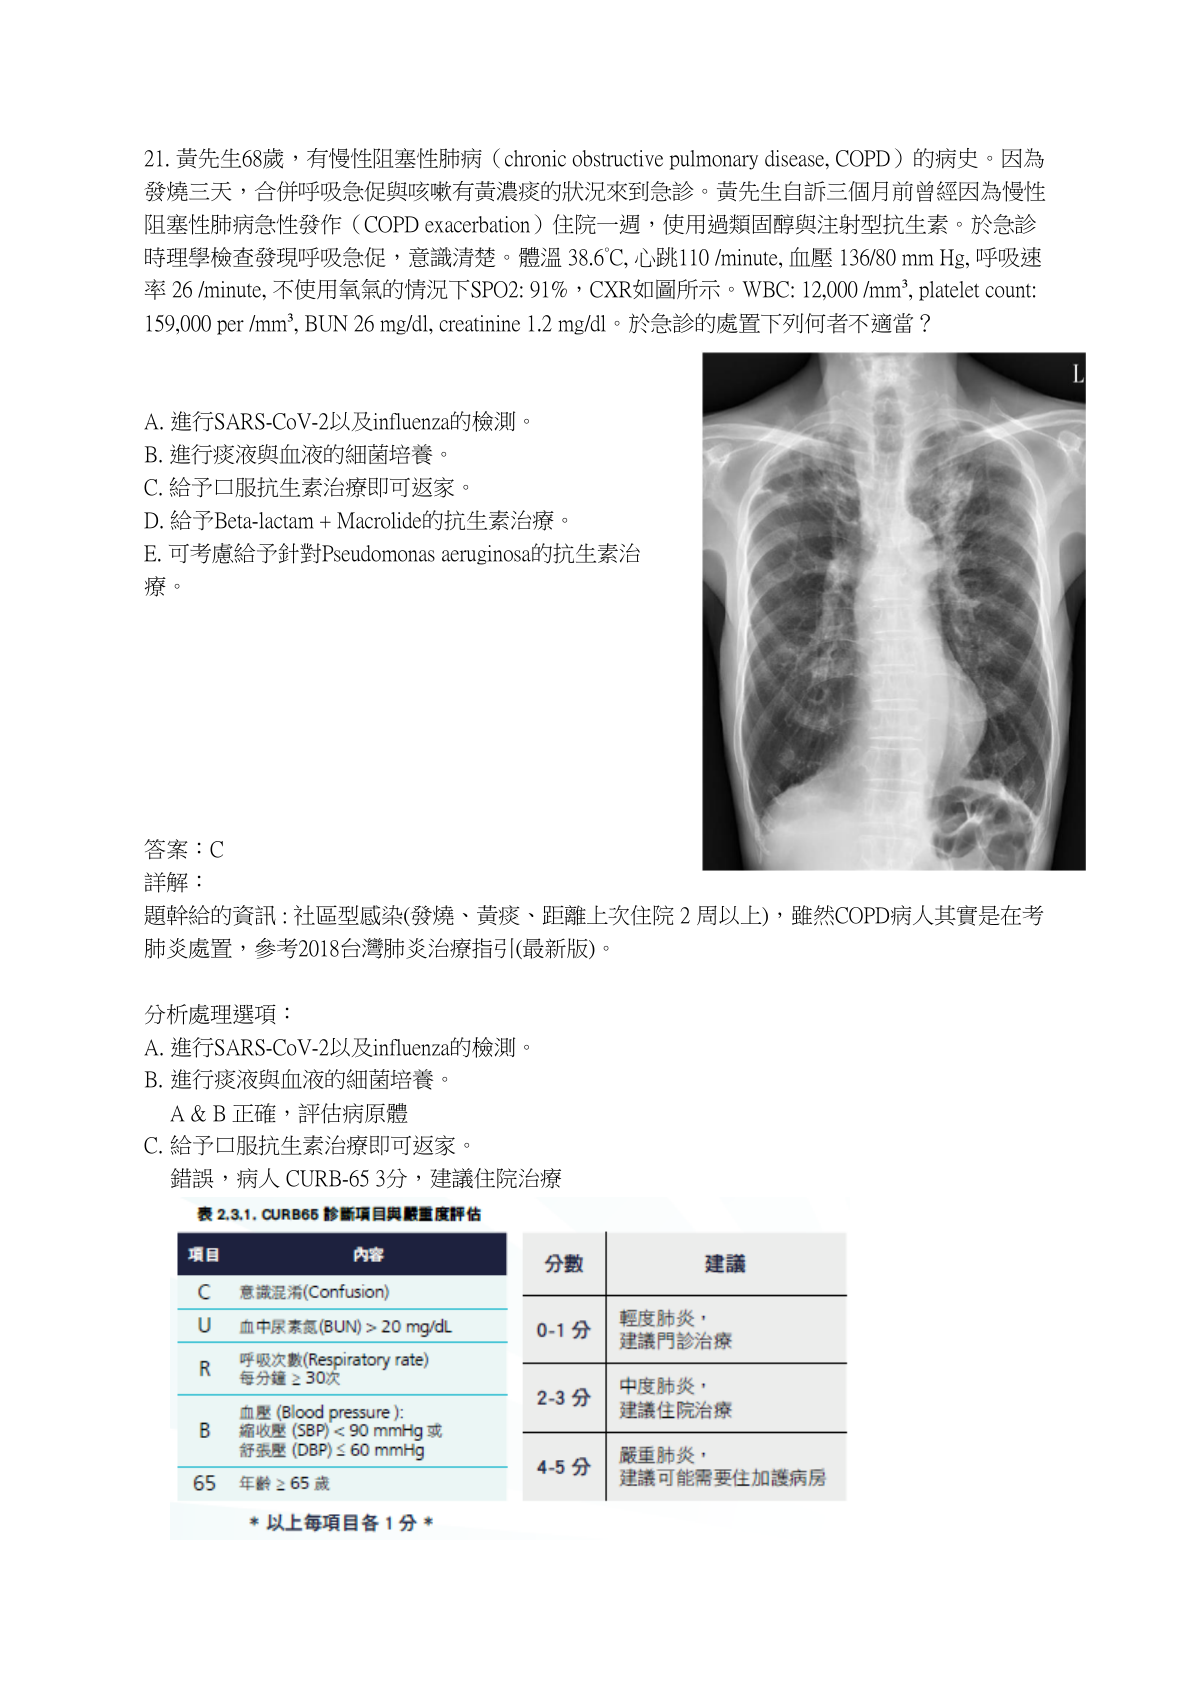 21. 黃先生68歲，有慢性阻塞性肺病（chronic obstructive pulmonary disease, COPD）的病史。因為
發燒三天，合併呼吸急促與咳嗽有黃濃痰的狀況來到急診。黃先生自訴三個月前曾經因為慢性
阻塞性肺病急性發作（COPD exacerbation）住院一週，使用過類固醇與注射型抗生素。於急診
時理學檢查發現呼吸急促，意識清楚。體溫 38.6°C, 心跳110 /minute, 血壓 136/80 mm Hg, 呼吸速
率 26 /minute, 不使用氧氣的情況下SPO2: 91%，CXR如圖所示。WBC: 12,000 /mm³, platelet count:
159,000 per /mm³, BUN 26 mg/dl, creatinine 1.2 mg/dl。於急診的處置下列何者不適當？
L
A. 進行SARS-CoV-2以及influenza的檢測。
B. 進行痰液與血液的細菌培養。
C. 給予口服抗生素治療即可返家。
D. 給予Beta-lactam + Macrolide的抗生素治療。
E. 可考慮給予針對Pseudomonas aeruginosa的抗生素治
療。
答案：C
詳解：
題幹給的資訊 : 社區型感染(發燒、黃痰、距離上次住院 2 周以上)，雖然COPD病人其實是在考
肺炎處置，參考2018台灣肺炎治療指引(最新版)。
分析處理選項：
A. 進行SARS-CoV-2以及influenza的檢測。
B. 進行痰液與血液的細菌培養。
A & B 正確，評估病原體
C. 給予口服抗生素治療即可返家。
錯誤，病人 CURB-65 3分，建議住院治療
表 2.3.1. CURB65 診斷項目與嚴重度評估
項目 內容
C 意識混淆(Confusion)
U 血中尿素氮(BUN) > 20 mg/dL
R 呼吸次數(Respiratory rate)
每分鐘 ≥ 30次
B 血壓 (Blood pressure ):
縮收壓 (SBP) < 90 mmHg 或
舒張壓 (DBP) ≤ 60 mmHg
65 年齡 ≥ 65 歲
* 以上每項目各 1 分 *
分數 建議
0-1 分 輕度肺炎，
建議門診治療
2-3 分 中度肺炎，
建議住院治療
4-5 分 嚴重肺炎，
建議可能需要住加護病房